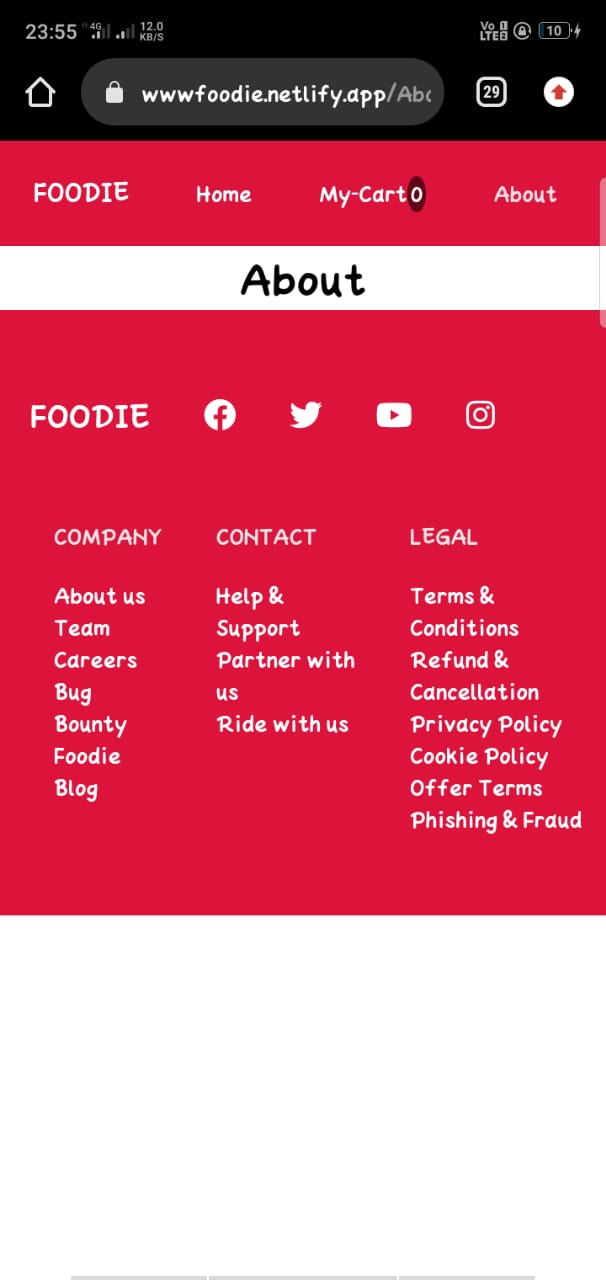 23:55 4G 12.0 KB/S Vo 1 LTE2 10
wwwfoodie.netlify.app/Abo 29
FOODIE Home My-Cart 0 About
About
FOODIE
COMPANY CONTACT LEGAL
About us
Team
Careers
Bug
Bounty
Foodie
Blog
Help &
Support
Partner with
us
Ride with us
Terms &
Conditions
Refund &
Cancellation
Privacy Policy
Cookie Policy
Offer Terms
Phishing & Fraud